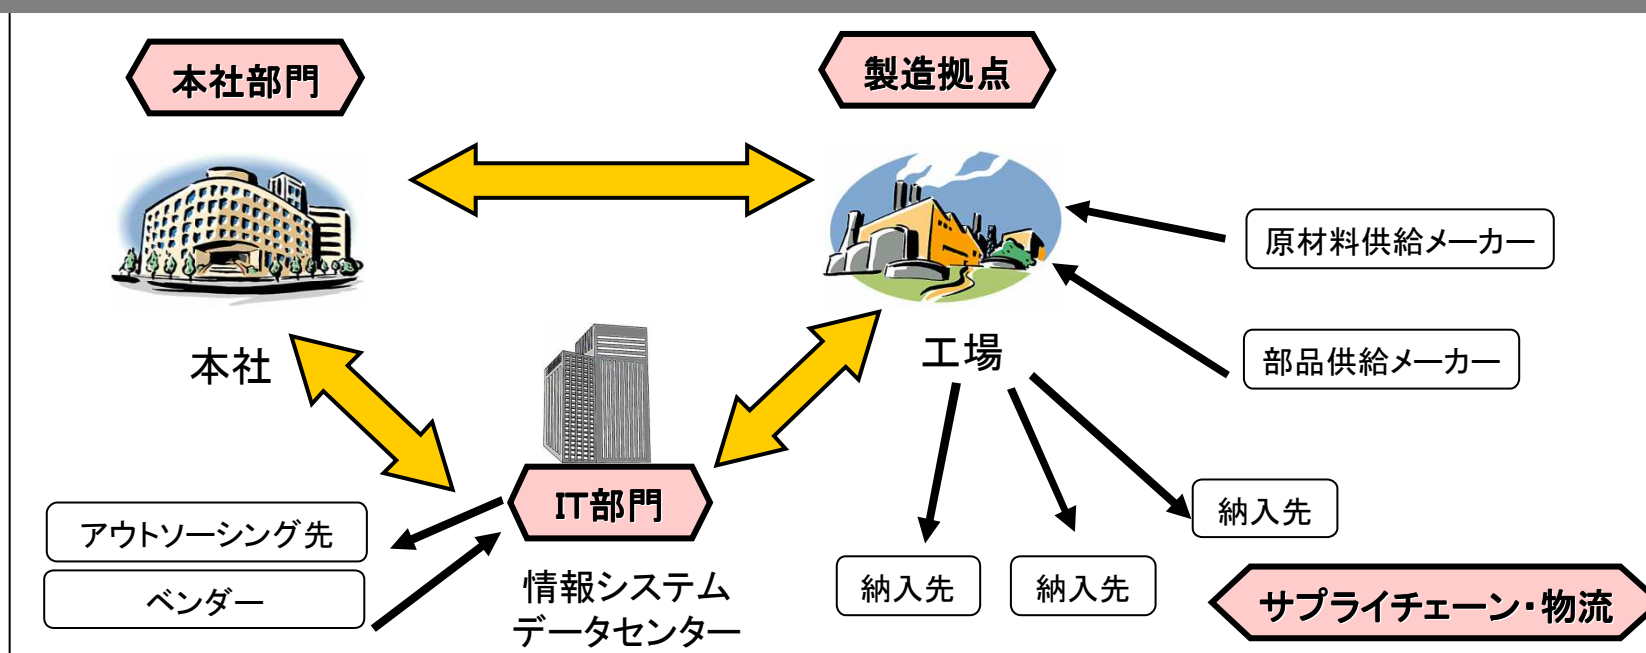 本社部門
製造拠点
原材料供給メーカー
本社
工場
部品供給メーカー
IT部門
納入先
アウトソーシング先
ベンダー
情報システム
データセンター
納入先
納入先
サプライチェーン・物流